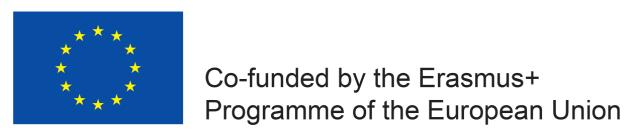 Co-funded by the Erasmus+
Programme of the European Union